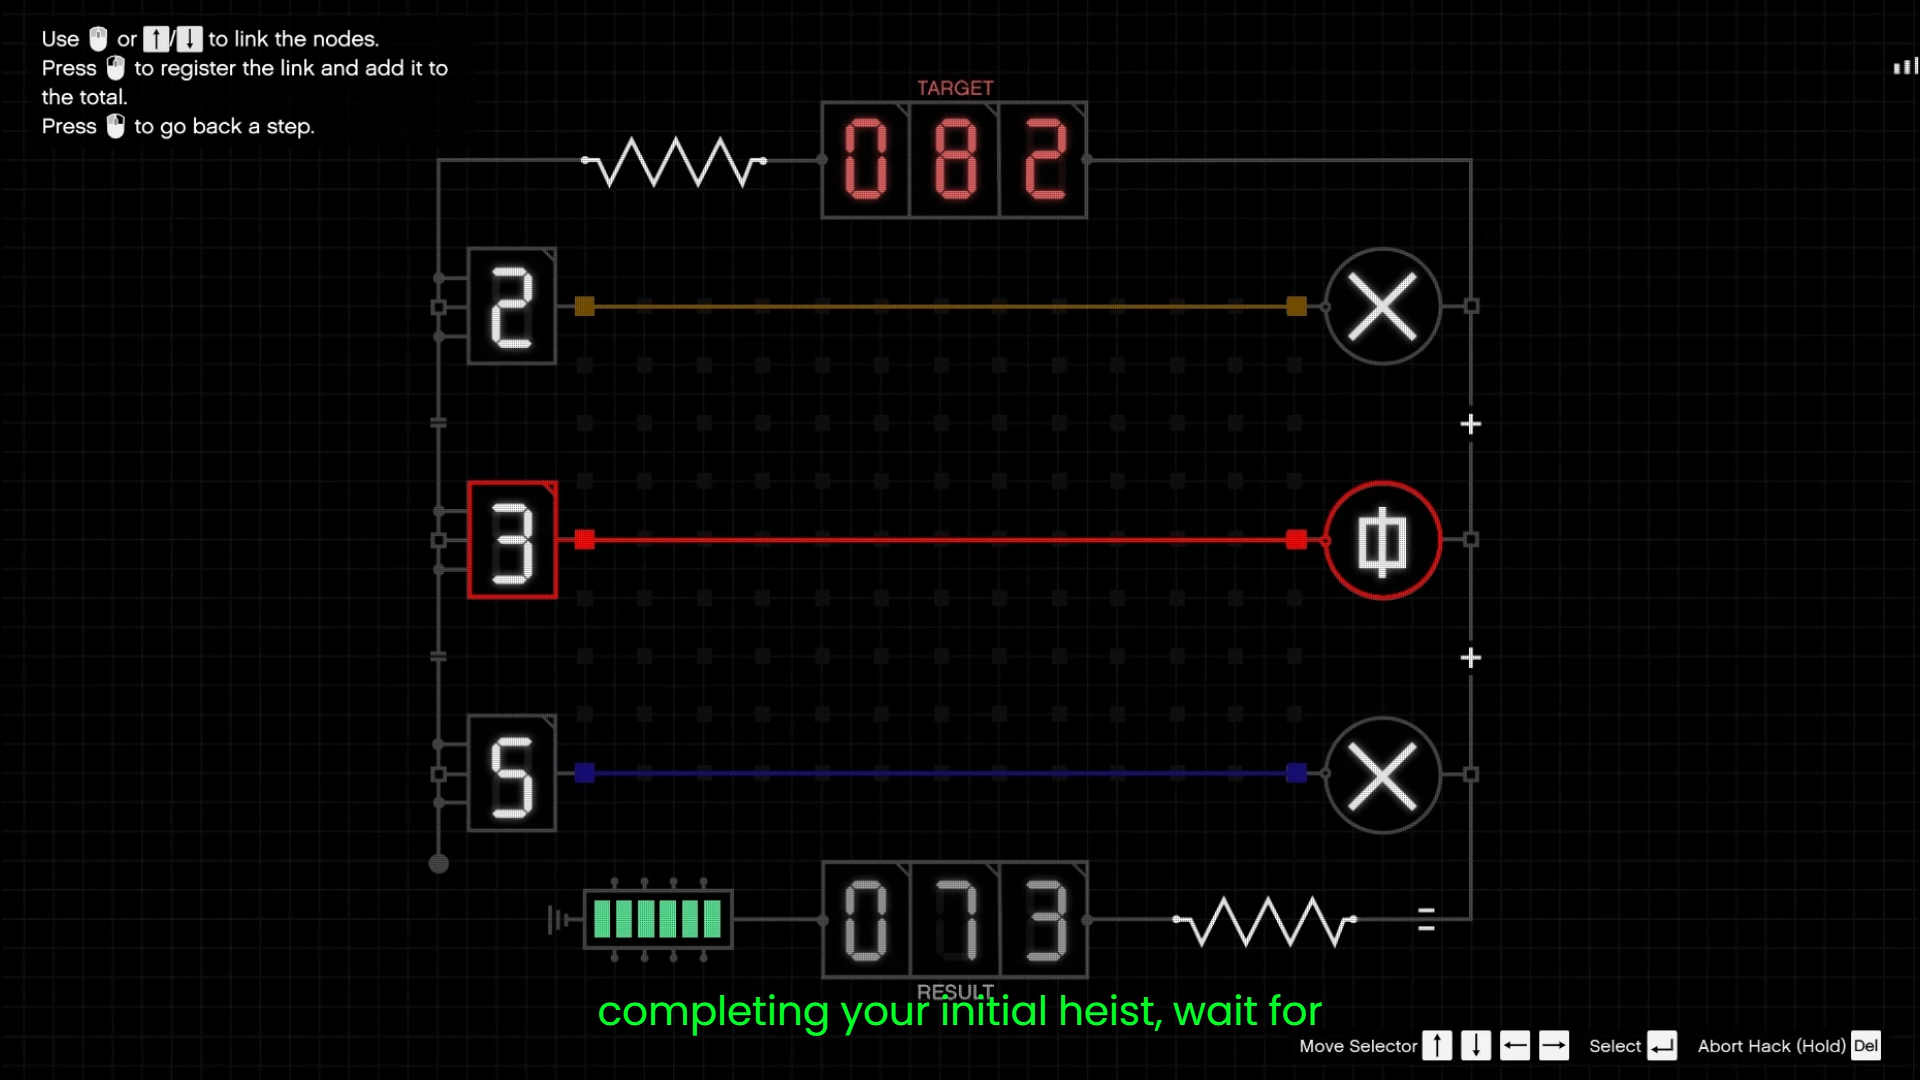 Use or ↑/↓ to link the nodes.
Press to register the link and add it to
the total.
Press to go back a step.
TARGET
082
2
3
5
+
+
=
073
RESULT
completing your initial heist, wait for
Move Selector ↑ ↓ ← → Select ↵ Abort Hack (Hold) Del